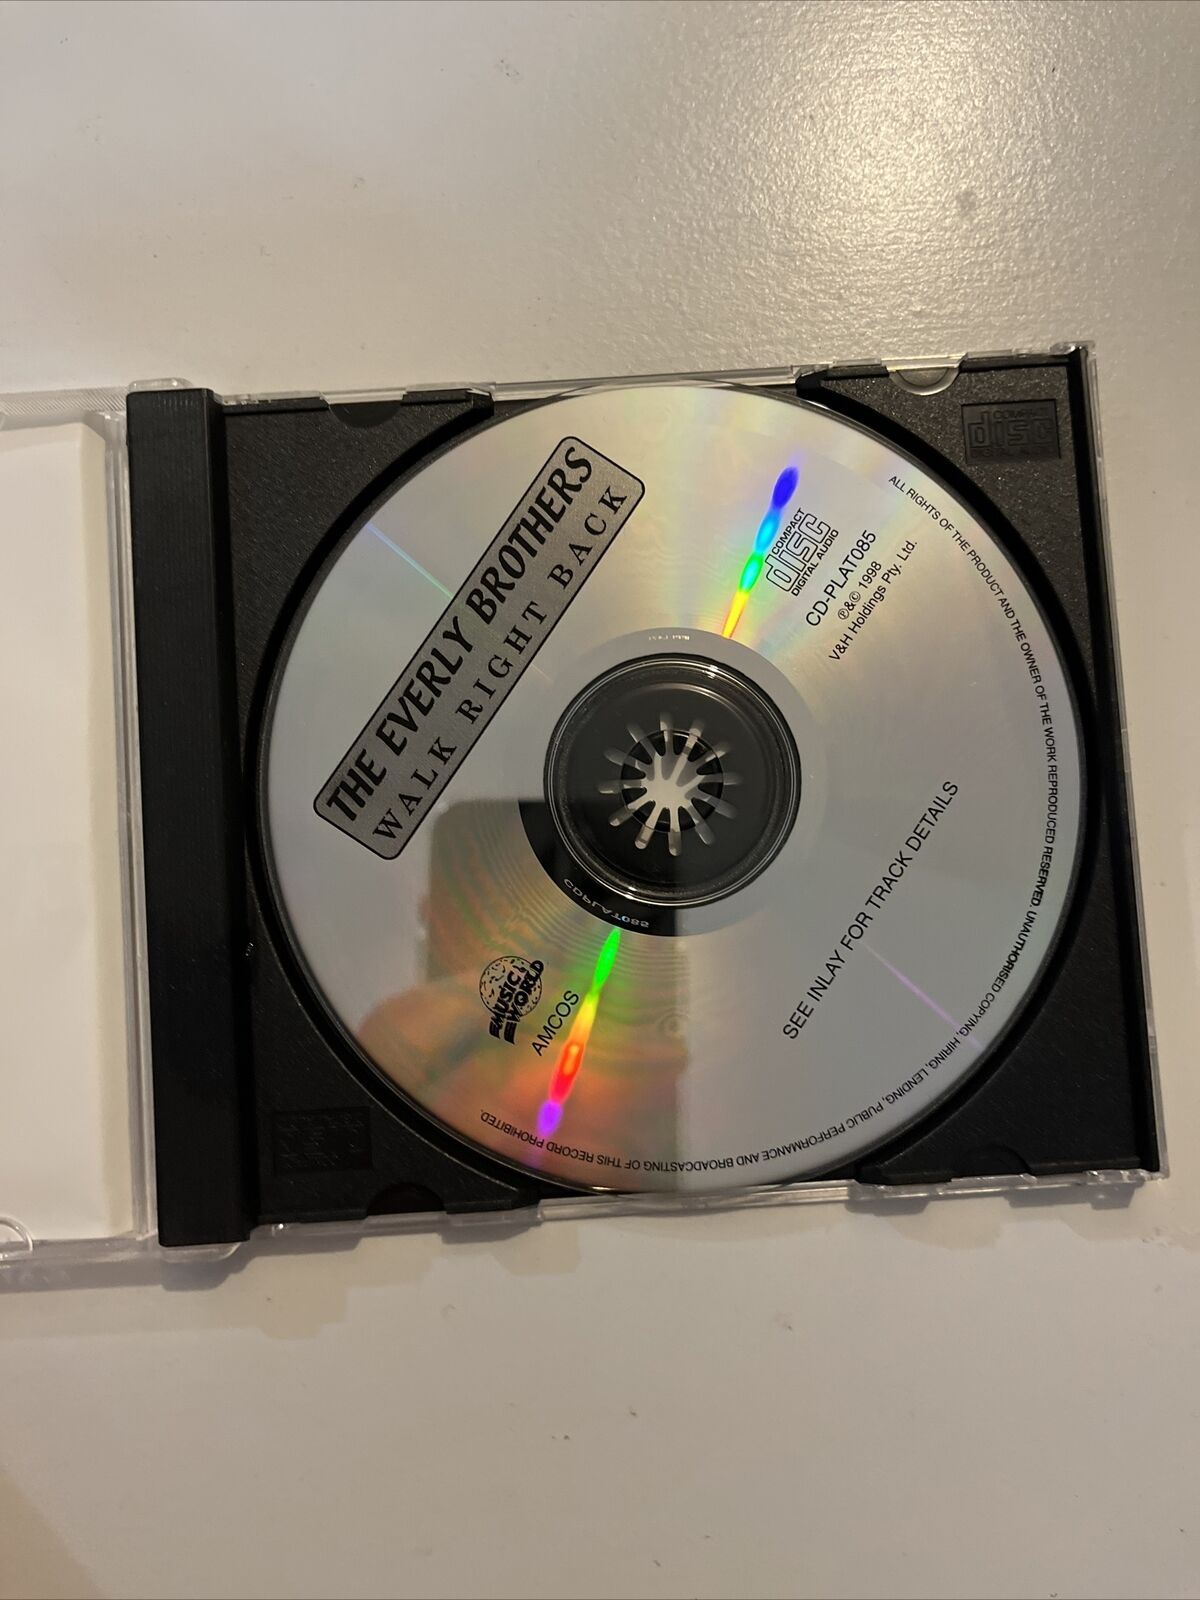 THE EVERLY BROTHERS
WALK RIGHT BACK
COMPACT
disc
DIGITAL AUDIO
CD-PLAT085
℗&© 1998
V&H Holdings Pty. Ltd.
SEE INLAY FOR TRACK DETAILS
MUSIC
WORLD
AMCOS
ALL RIGHTS OF THE PRODUCT AND THE OWNER OF THE WORK REPRODUCED RESERVED. UNAUTHORISED COPYING, HIRING, LENDING, PUBLIC PERFORMANCE AND BROADCASTING OF THIS RECORD PROHIBITED.
CDPLAT085
COMPACT
disc